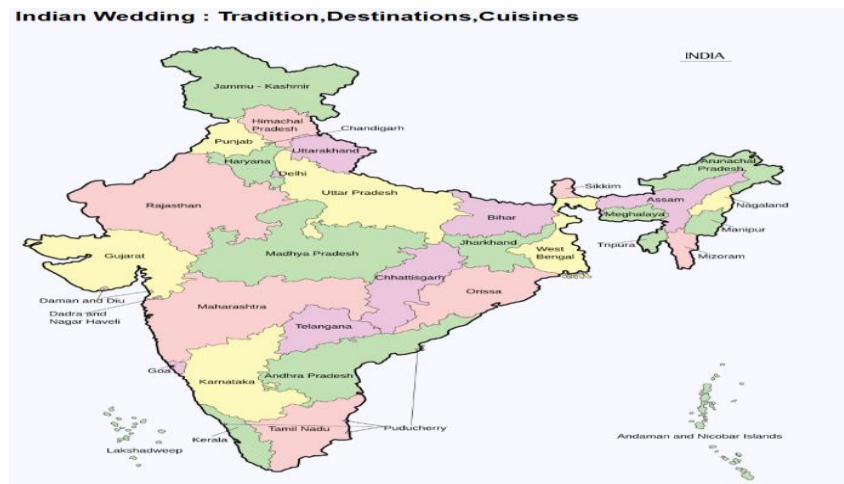 Indian Wedding : Tradition,Destinations,Cuisines
INDIA
Jammu - Kashmir
Himachal
Pradesh
Chandigarh
Punjab
Uttarakhand
Haryana
Delhi
Arunachal
Pradesh
Rajasthan
Uttar Pradesh
Sikkim
Assam
Nagaland
Bihar
Meghalaya
Manipur
Tripura
Mizoram
Gujarat
Madhya Pradesh
Jharkhand
West
Bengal
Chhattisgarh
Orissa
Daman and Diu
Dadra and
Nagar Haveli
Maharashtra
Telangana
Goa
Karnataka
Andhra Pradesh
Tamil Nadu
Puducherry
Kerala
Lakshadweep
Andaman and Nicobar Islands